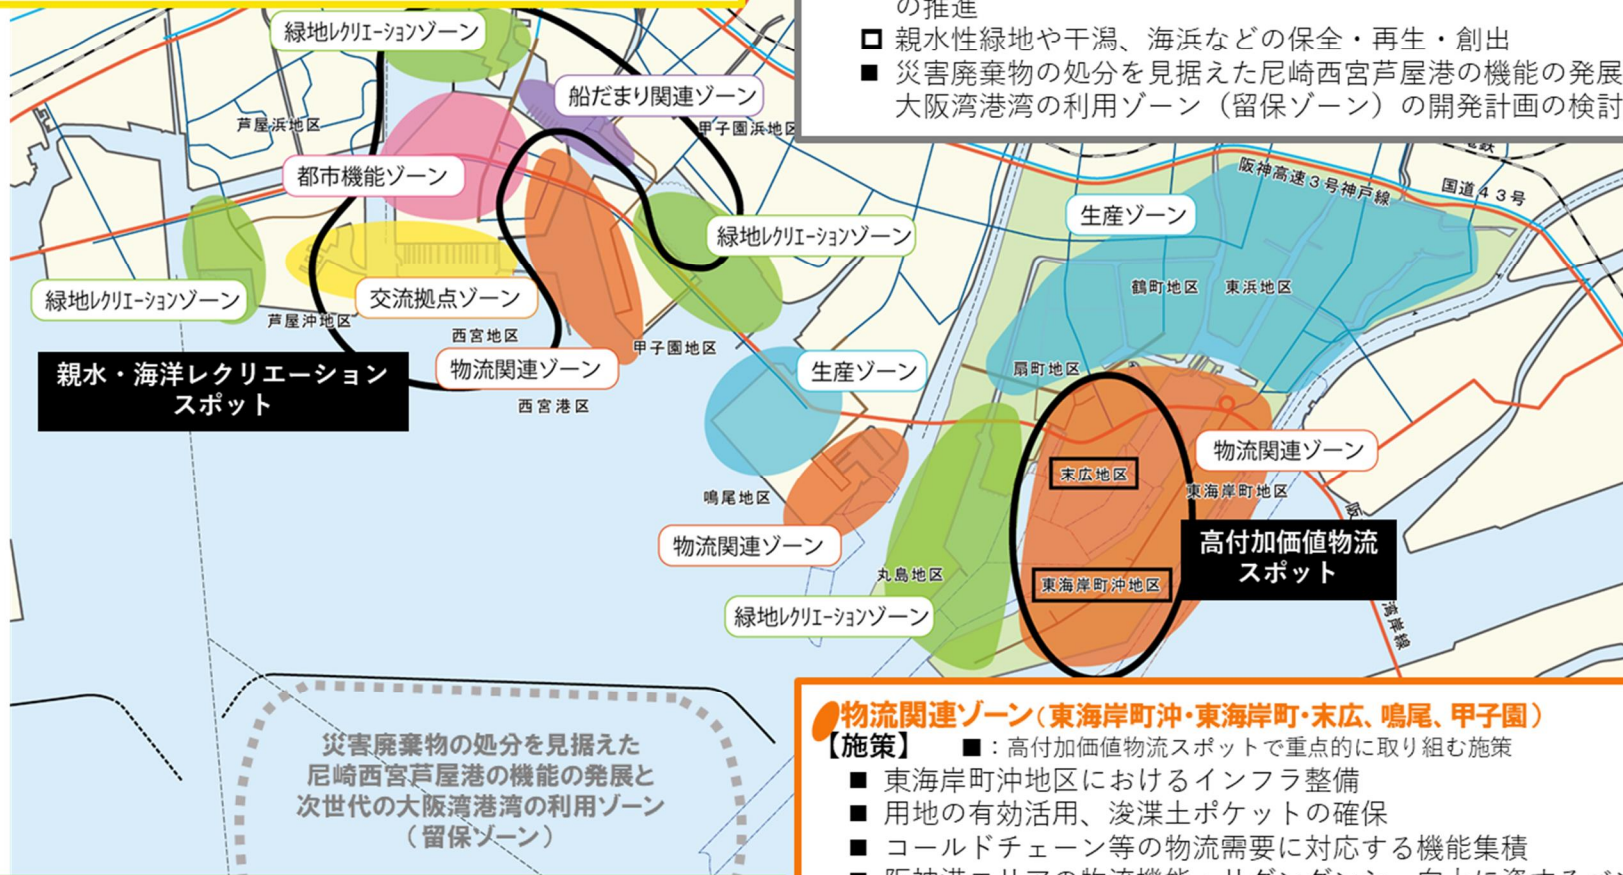 の推進
親水性緑地や干潟、海浜などの保全・再生・創出
■ 災害廃棄物の処分を見据えた尼崎西宮芦屋港の機能の発展
大阪湾港湾の利用ゾーン（留保ゾーン）の開発計画の検討
緑地ﾚｸﾘｴｰｼｮﾝゾーン
船だまり関連ゾーン
芦屋浜地区
甲子園浜地区
都市機能ゾーン
阪神高速３号神戸線
国道４３号
生産ゾーン
緑地ﾚｸﾘｴｰｼｮﾝゾーン
鶴町地区
東浜地区
緑地ﾚｸﾘｴｰｼｮﾝゾーン
交流拠点ゾーン
芦屋沖地区
西宮地区
甲子園地区
物流関連ゾーン
生産ゾーン
扇町地区
親水・海洋レクリエーション
スポット
西宮港区
物流関連ゾーン
末広地区
東海岸町地区
鳴尾地区
物流関連ゾーン
高付加価値物流
スポット
丸島地区
東海岸町沖地区
緑地ﾚｸﾘｴｰｼｮﾝゾーン
湾岸線
災害廃棄物の処分を見据えた
尼崎西宮芦屋港の機能の発展と
次世代の大阪湾港湾の利用ゾーン
（留保ゾーン）
物流関連ゾーン（東海岸町沖・東海岸町・末広、鳴尾、甲子園）
【施策】 ■：高付加価値物流スポットで重点的に取り組む施策
■ 東海岸町沖地区におけるインフラ整備
■ 用地の有効活用、浚渫土ポケットの確保
■ コールドチェーン等の物流需要に対応する機能集積